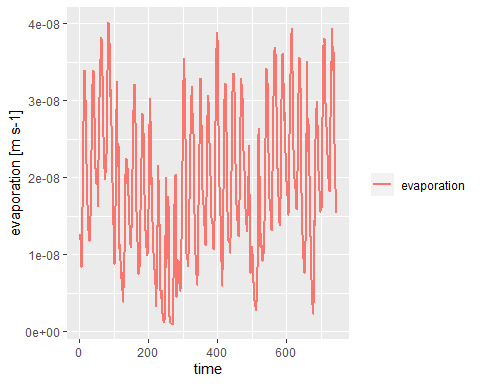 4e-08
3e-08
2e-08
1e-08
0e+00
evaporation [m s-1]
0 200 400 600
time
evaporation